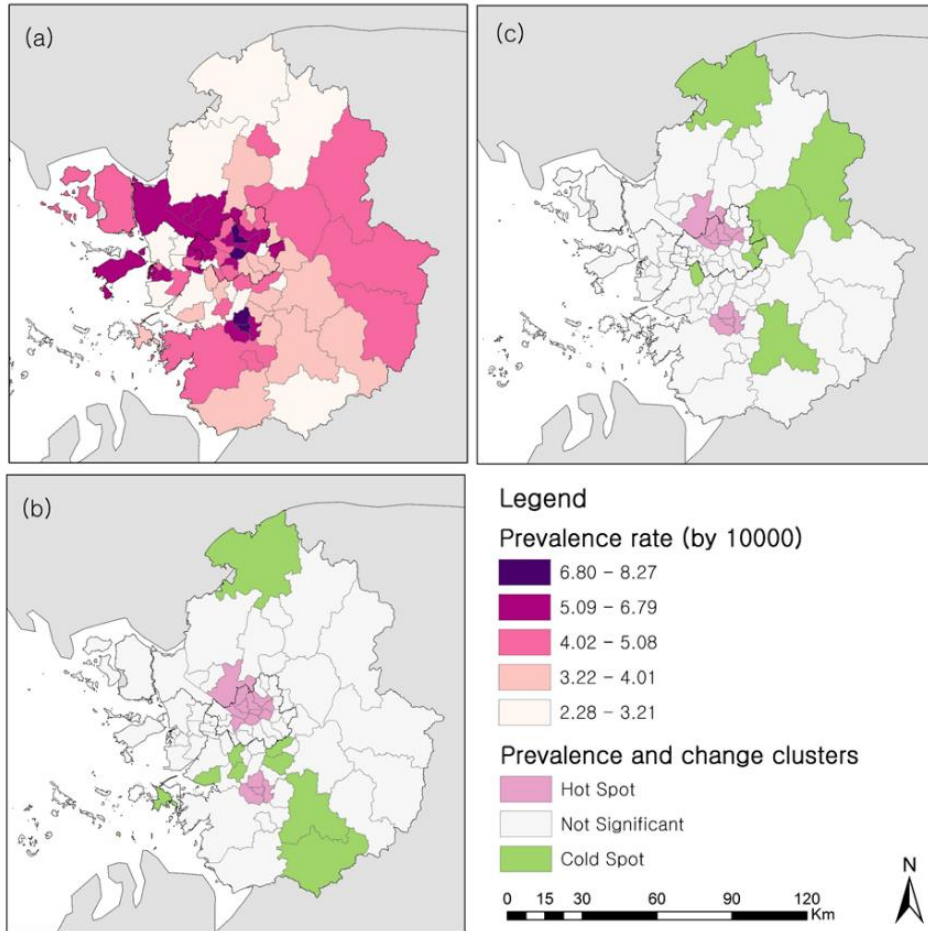 (a)
(c)
(b)
Legend
Prevalence rate (by 10000)
6.80 – 8.27
5.09 – 6.79
4.02 – 5.08
3.22 – 4.01
2.28 – 3.21
Prevalence and change clusters
Hot Spot
Not Significant
Cold Spot
N
0 15 30 60 90 120
Km